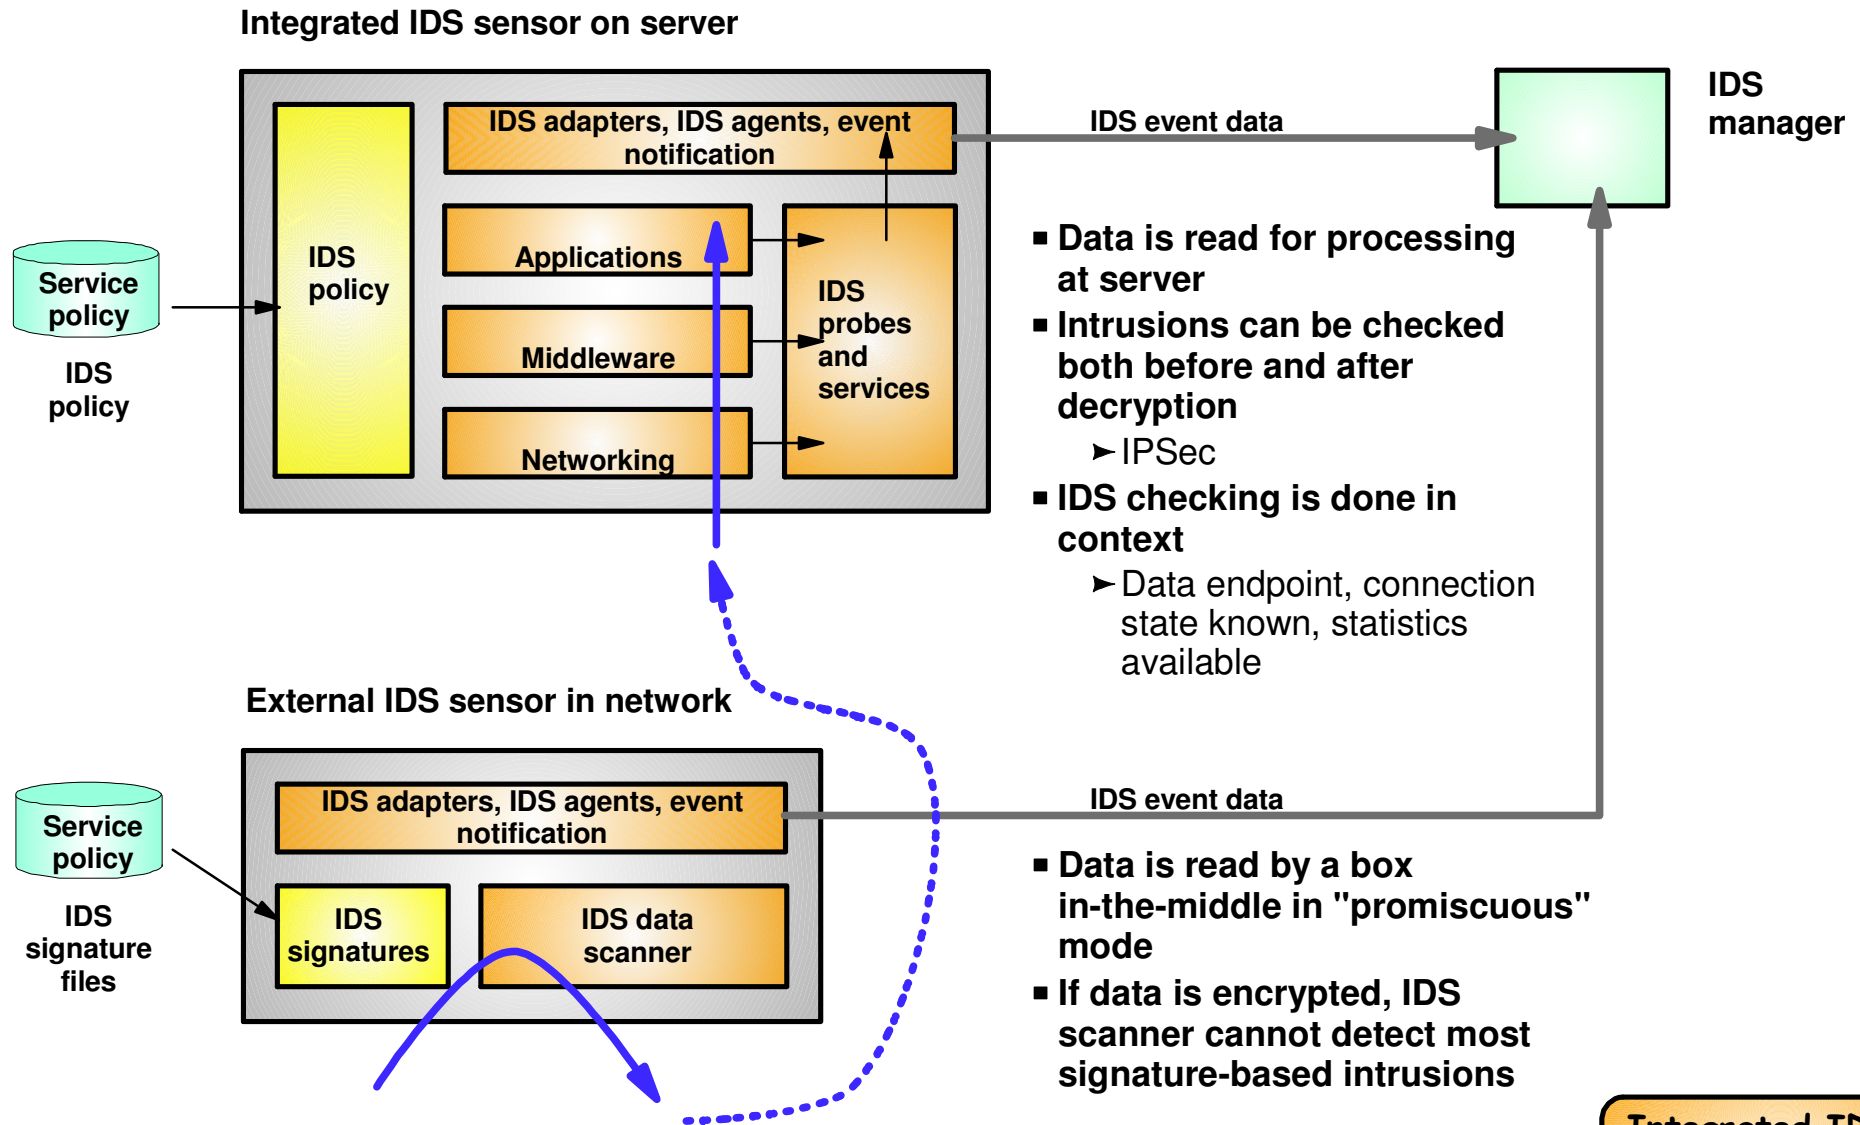 Integrated IDS sensor on server
IDS adapters, IDS agents, event
notification
IDS event data
IDS
manager
Service
policy
IDS
policy
IDS
policy
Applications
Middleware
Networking
IDS
probes
and
services
Data is read for processing
at server
Intrusions can be checked
both before and after
decryption
IPSec
IDS checking is done in
context
Data endpoint, connection
state known, statistics
available
External IDS sensor in network
IDS adapters, IDS agents, event
notification
IDS event data
Service
policy
IDS
signature
files
IDS
signatures
IDS data
scanner
Data is read by a box
in-the-middle in "promiscuous"
mode
If data is encrypted, IDS
scanner cannot detect most
signature-based intrusions
Integrated